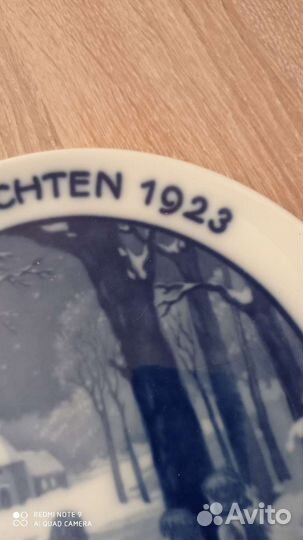 CHTEN 1923
REDMI NOTE 9
AI QUAD CAMERA
Avito